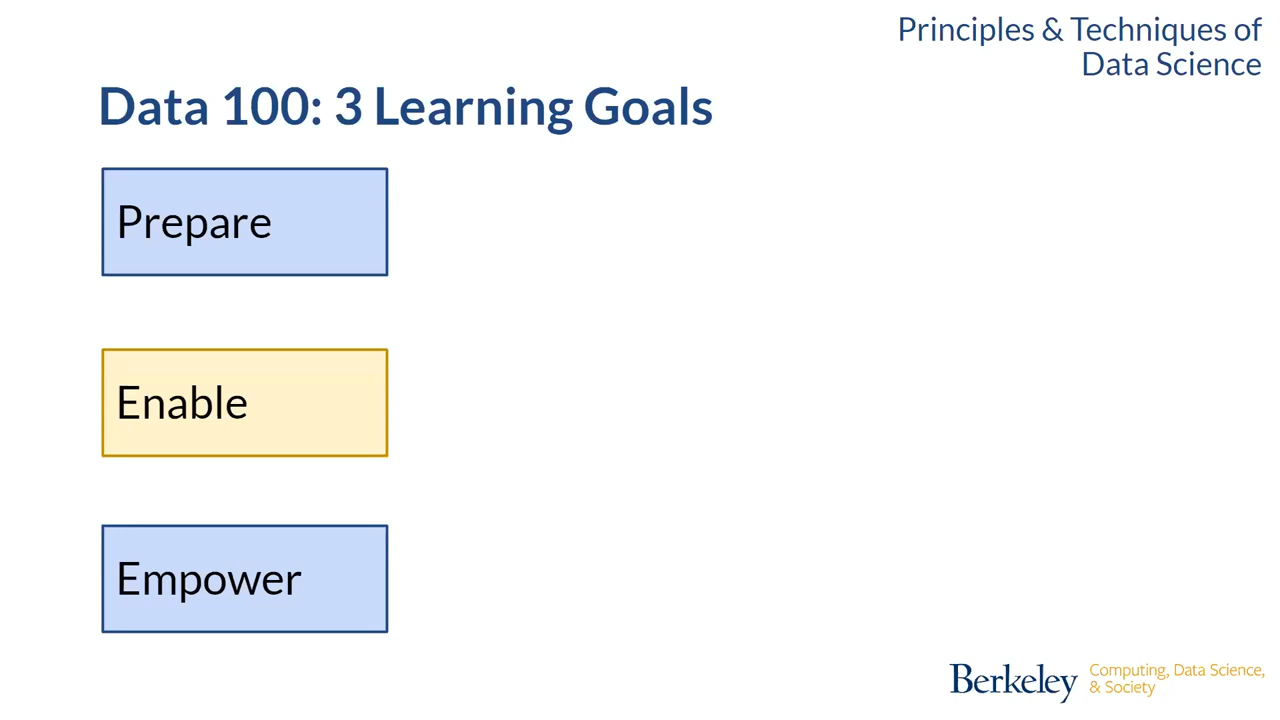 Principles & Techniques of
Data Science
Data 100: 3 Learning Goals
Prepare
Enable
Empower
Berkeley
Computing, Data Science,
& Society